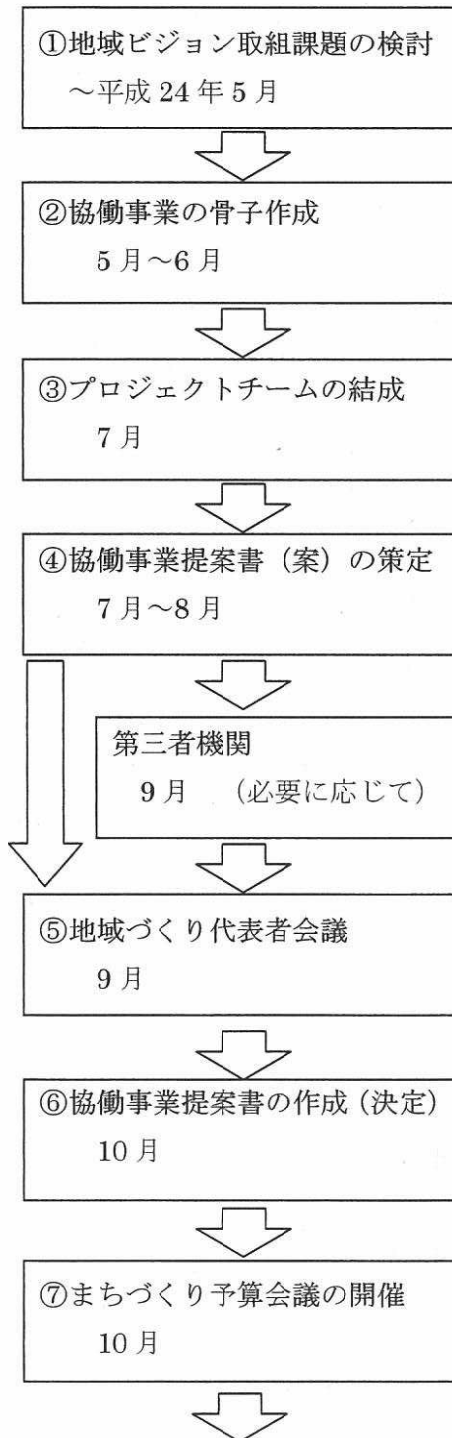 ①地域ビジョン取組課題の検討
～平成24年5月
②協働事業の骨子作成
5月～6月
③プロジェクトチームの結成
7月
④協働事業提案書（案）の策定
7月～8月
第三者機関
9月　（必要に応じて）
⑤地域づくり代表者会議
9月
⑥協働事業提案書の作成（決定）
10月
⑦まちづくり予算会議の開催
10月